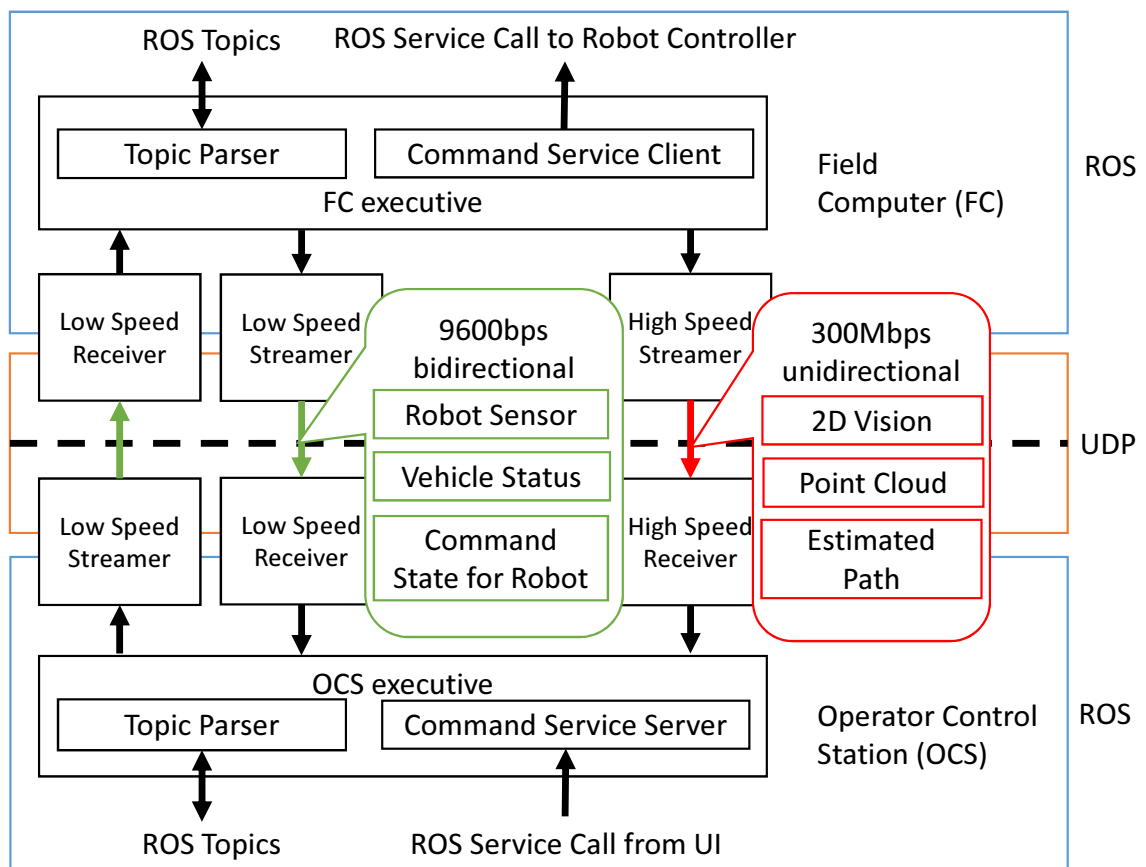 ROS Topics
ROS Service Call to Robot Controller
Topic Parser
Command Service Client
FC executive
Field
Computer (FC)
ROS
Low Speed
Receiver
Low Speed
Streamer
9600bps
bidirectional
Robot Sensor
Vehicle Status
Command
State for Robot
High Speed
Streamer
300Mbps
unidirectional
2D Vision
Point Cloud
Estimated
Path
UDP
Low Speed
Streamer
Low Speed
Receiver
High Speed
Receiver
OCS executive
Topic Parser
Command Service Server
Operator Control
Station (OCS)
ROS
ROS Topics
ROS Service Call from UI